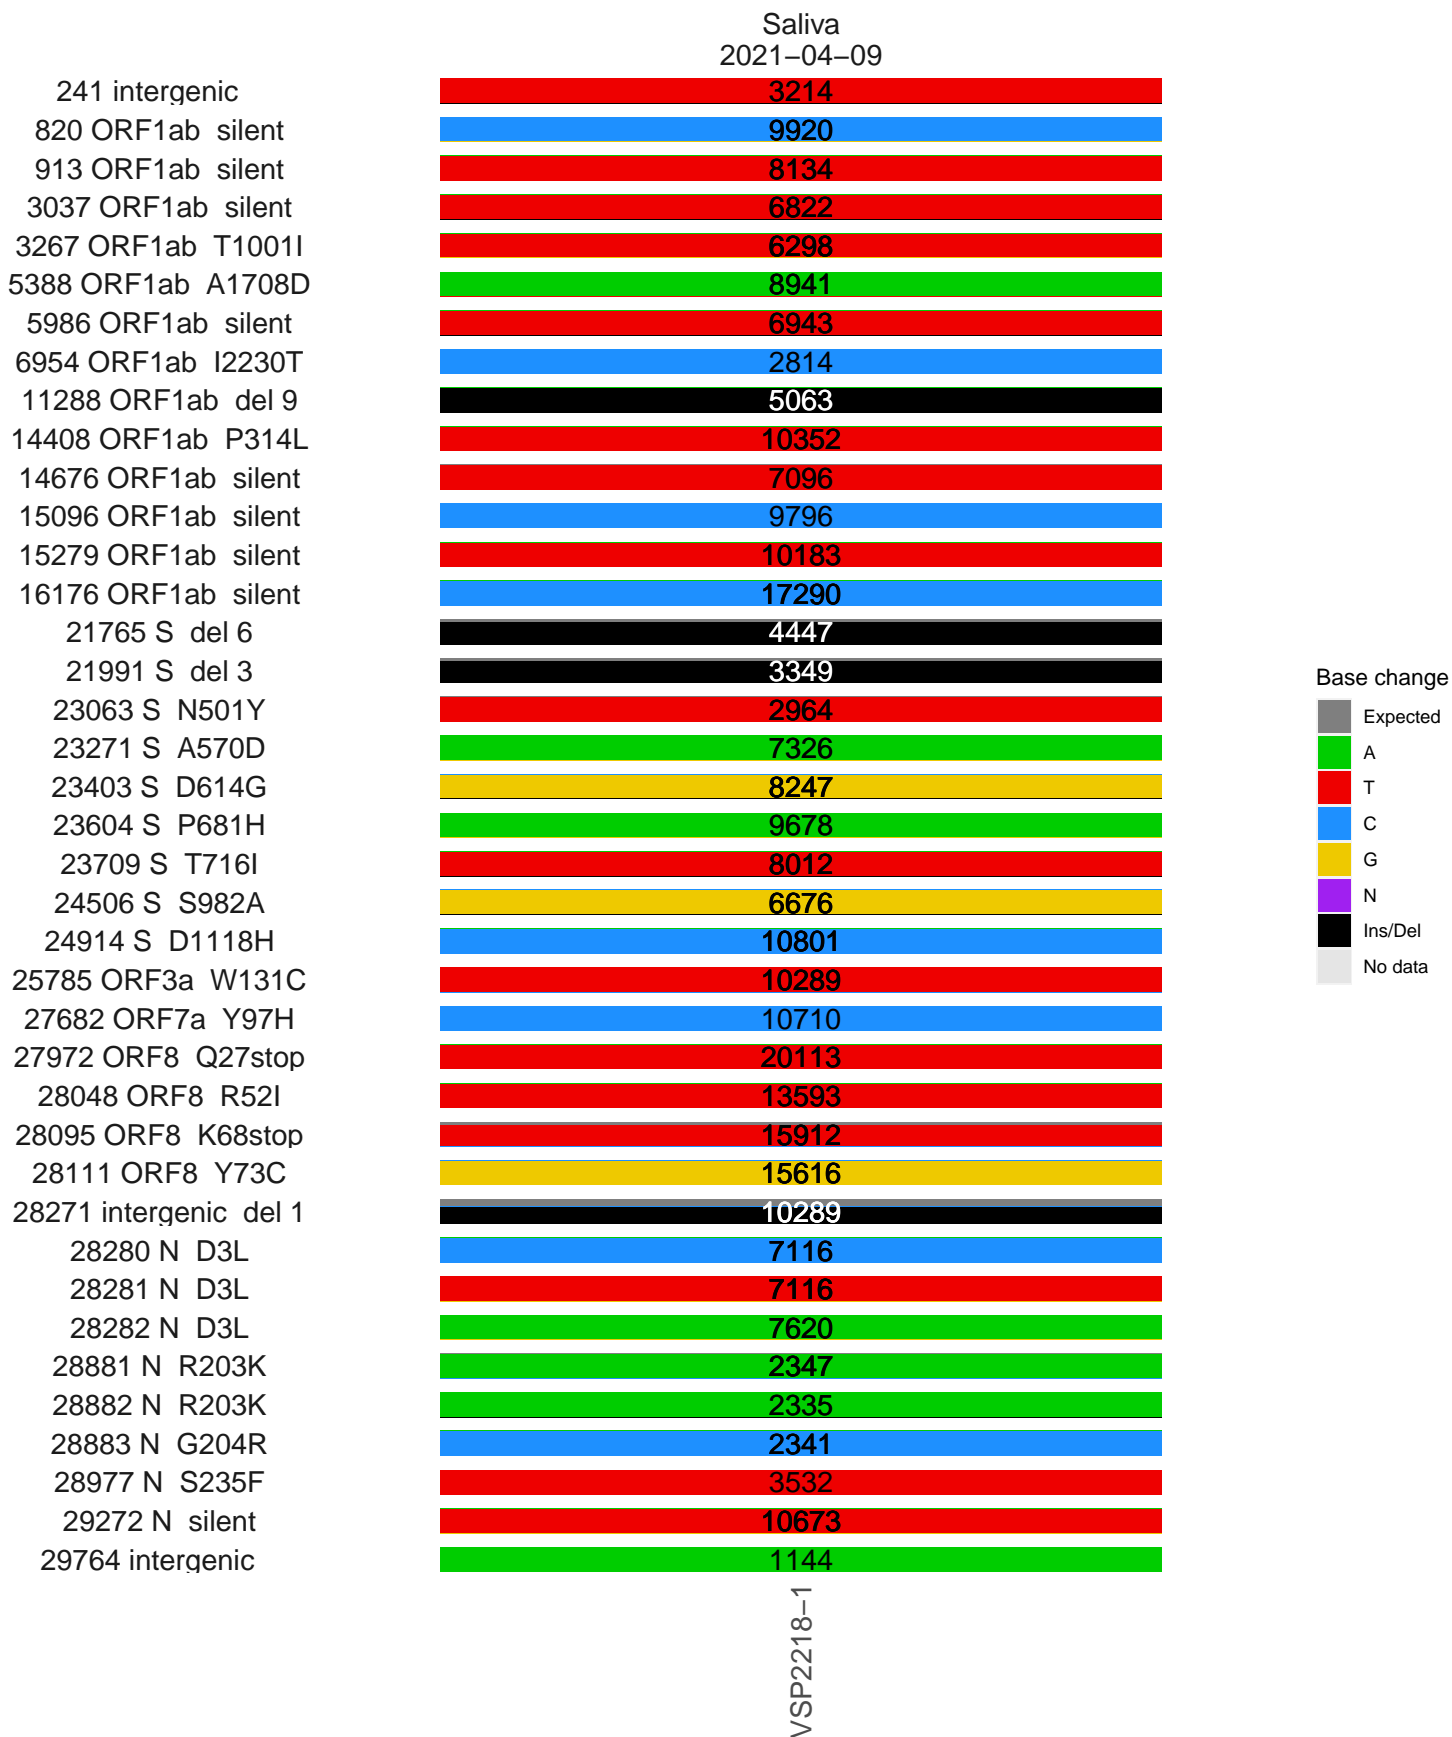 Saliva
2021−04−09
241 intergenic 3214
820 ORF1ab silent 9920
913 ORF1ab silent 8134
3037 ORF1ab silent 6822
3267 ORF1ab T1001I 6298
5388 ORF1ab A1708D 8941
5986 ORF1ab silent 6943
6954 ORF1ab I2230T 2814
11288 ORF1ab del 9 5063
14408 ORF1ab P314L 10352
14676 ORF1ab silent 7096
15096 ORF1ab silent 9796
15279 ORF1ab silent 10183
16176 ORF1ab silent 17290
21765 S del 6 4447
21991 S del 3 3349
23063 S N501Y 2964
23271 S A570D 7326
23403 S D614G 8247
23604 S P681H 9678
23709 S T716I 8012
24506 S S982A 6676
24914 S D1118H 10801
25785 ORF3a W131C 10289
27682 ORF7a Y97H 10710
27972 ORF8 Q27stop 20113
28048 ORF8 R52I 13593
28095 ORF8 K68stop 15912
28111 ORF8 Y73C 15616
28271 intergenic del 1 10289
28280 N D3L 7116
28281 N D3L 7116
28282 N D3L 7620
28881 N R203K 2347
28882 N R203K 2335
28883 N G204R 2341
28977 N S235F 3532
29272 N silent 10673
29764 intergenic 1144
VSP2218−1
Base change
Expected
A
T
C
G
N
Ins/Del
No data